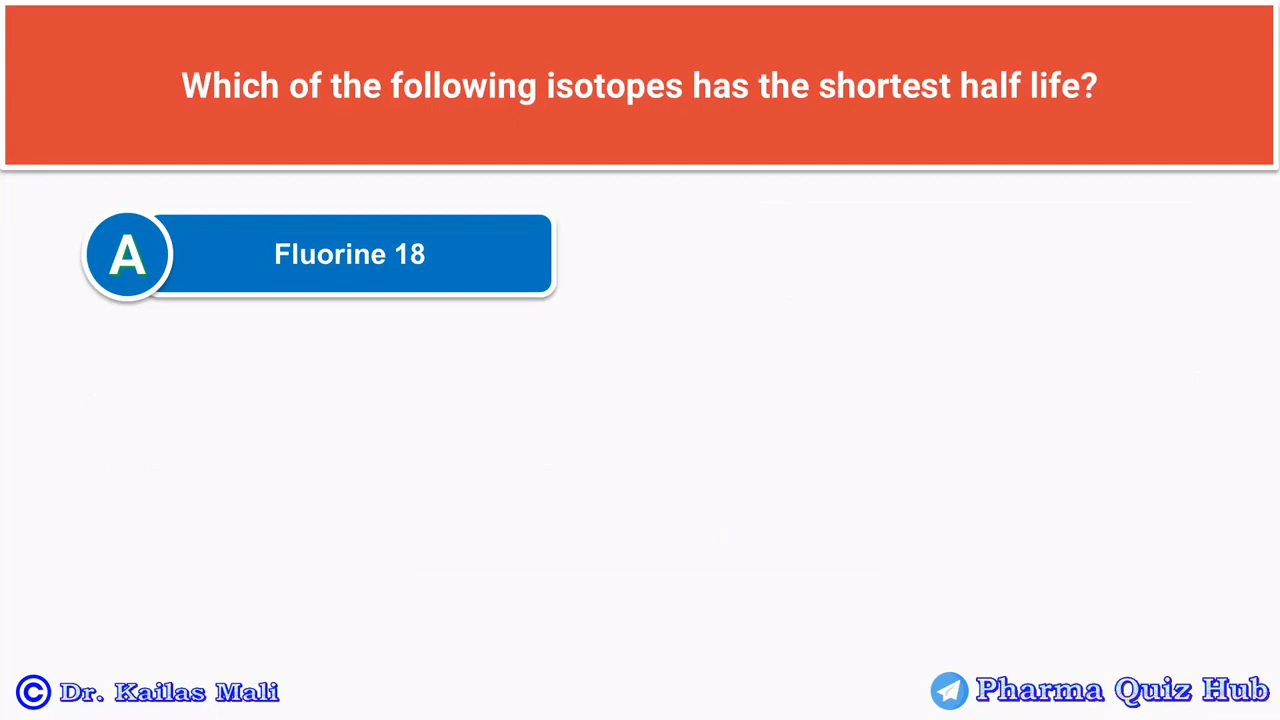 Which of the following isotopes has the shortest half life?
A
Fluorine 18
© Dr. Kailas Mali
Pharma Quiz Hub